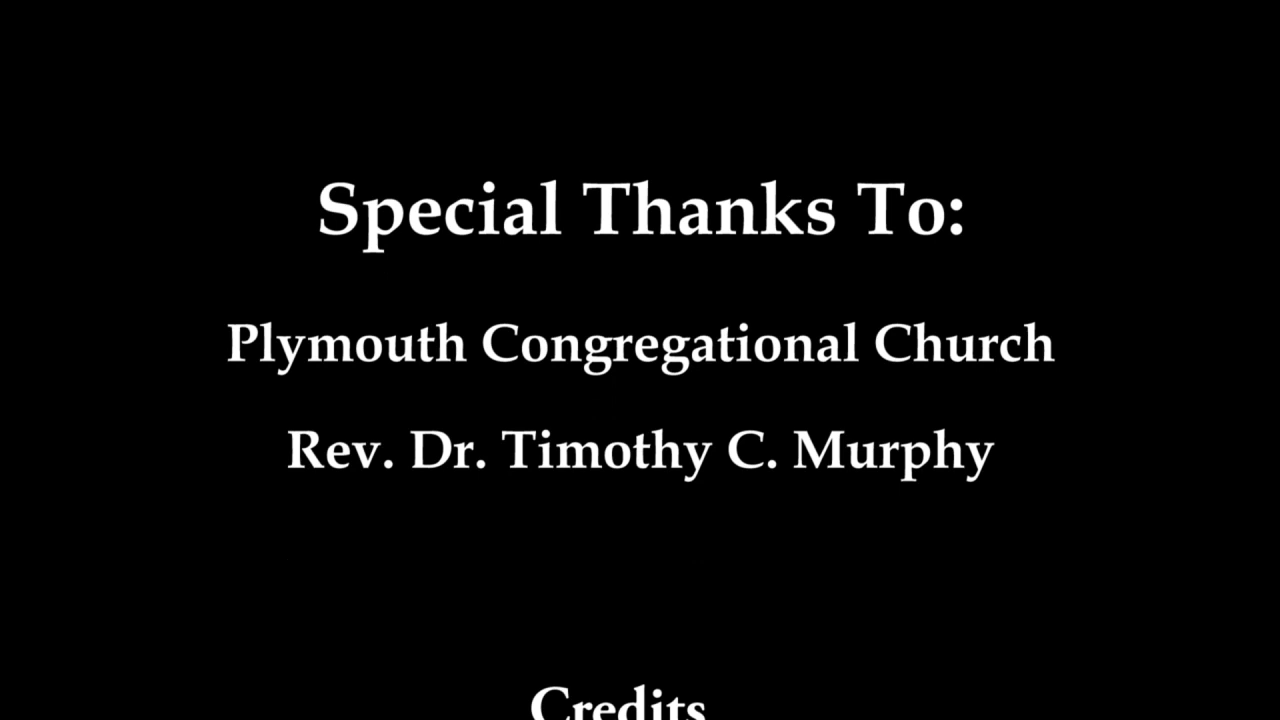 Special Thanks To:
Plymouth Congregational Church
Rev. Dr. Timothy C. Murphy
Credits